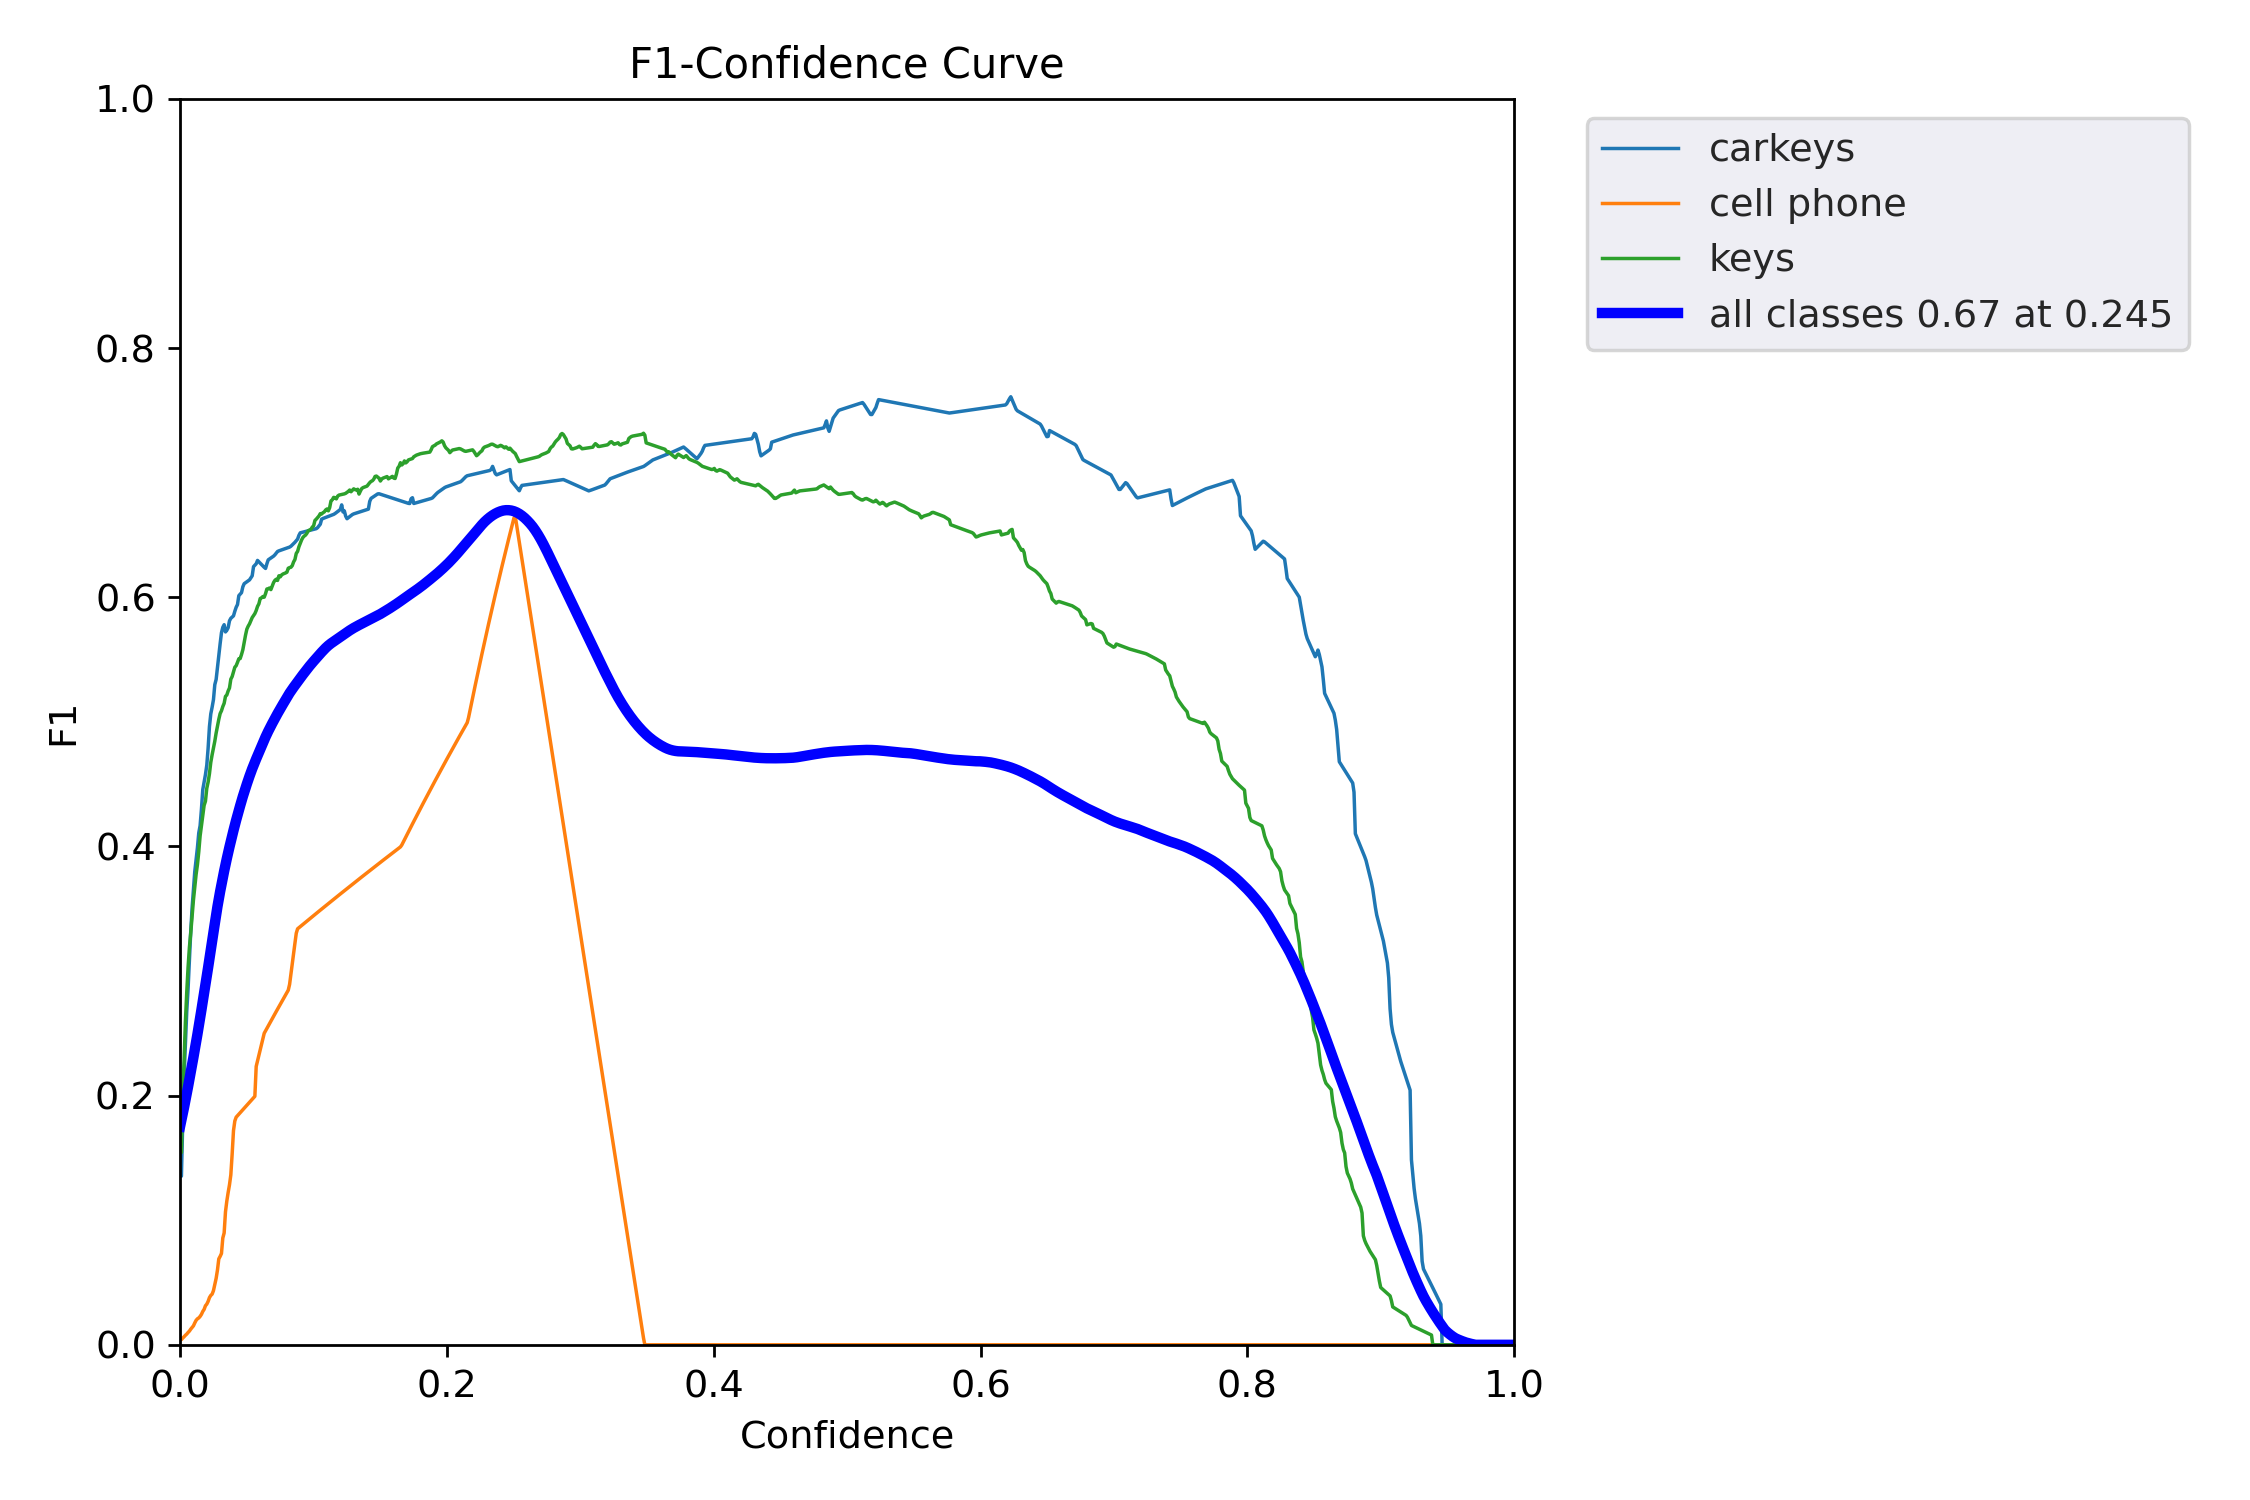 F1-Confidence Curve
1.0
0.8
0.6
0.4
0.2
0.0
F1
0.0 0.2 0.4 0.6 0.8 1.0
Confidence
carkeys
cell phone
keys
all classes 0.67 at 0.245